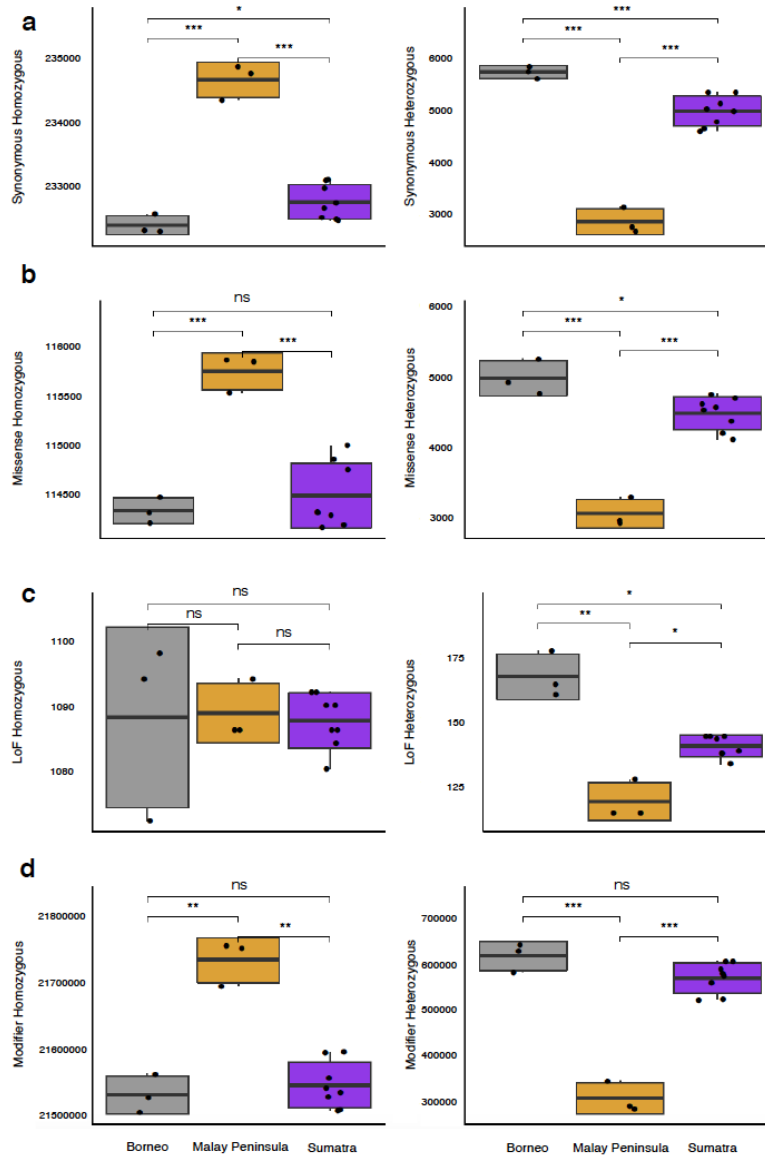 a
Synonymous Homozygous
235000
234000
233000
*
***
***
Synonymous Heterozygous
6000
5000
4000
3000
***
***
***
b
Missense Homozygous
116000
115500
115000
114500
ns
***
***
Missense Heterozygous
6000
5000
4000
3000
*
***
***
c
LoF Homozygous
1100
1090
1080
ns
ns
ns
LoF Heterozygous
175
150
125
*
**
*
d
Modifier Homozygous
21800000
21700000
21600000
21500000
ns
**
**
Borneo Malay Peninsula Sumatra
Modifier Heterozygous
700000
600000
500000
400000
300000
ns
***
***
Borneo Malay Peninsula Sumatra